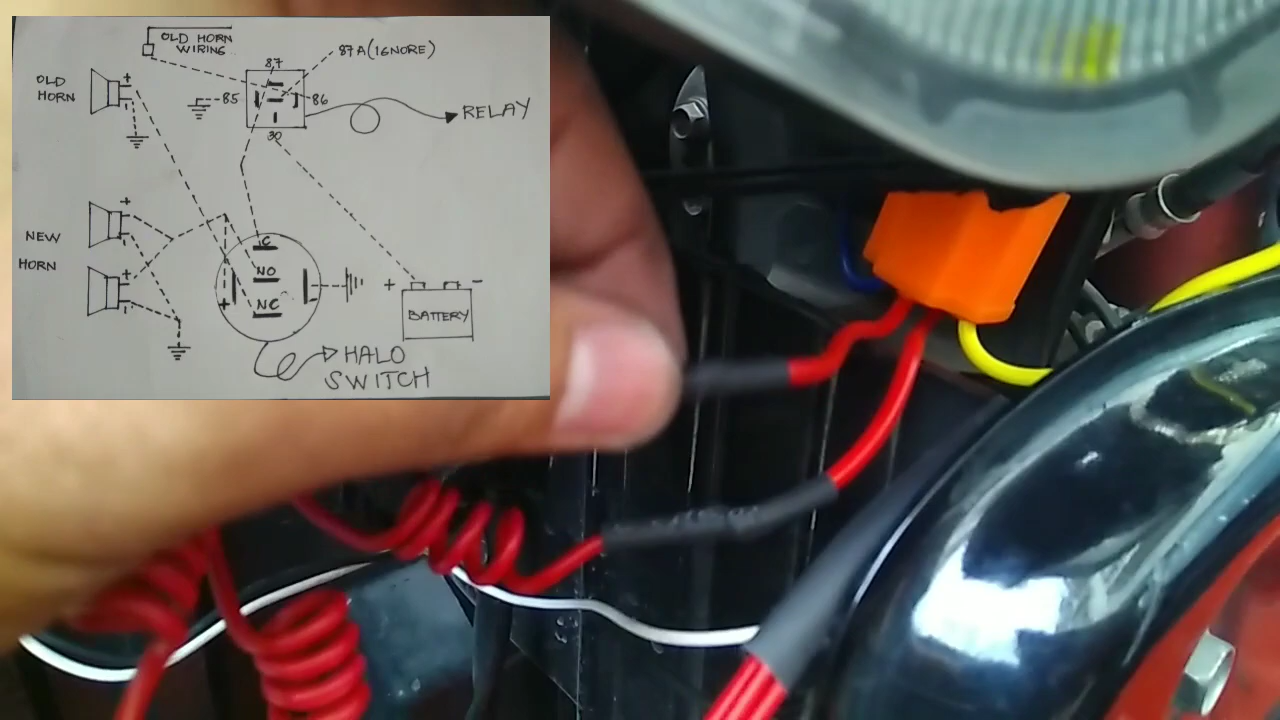 OLD HORN
WIRING
87A (IGNORE)
OLD
HORN
+
-
87
85
86
RELAY
30
NEW
HORN
+
-
+
-
C
NO
NC
+
-
+
-
BATTERY
HALO
SWITCH